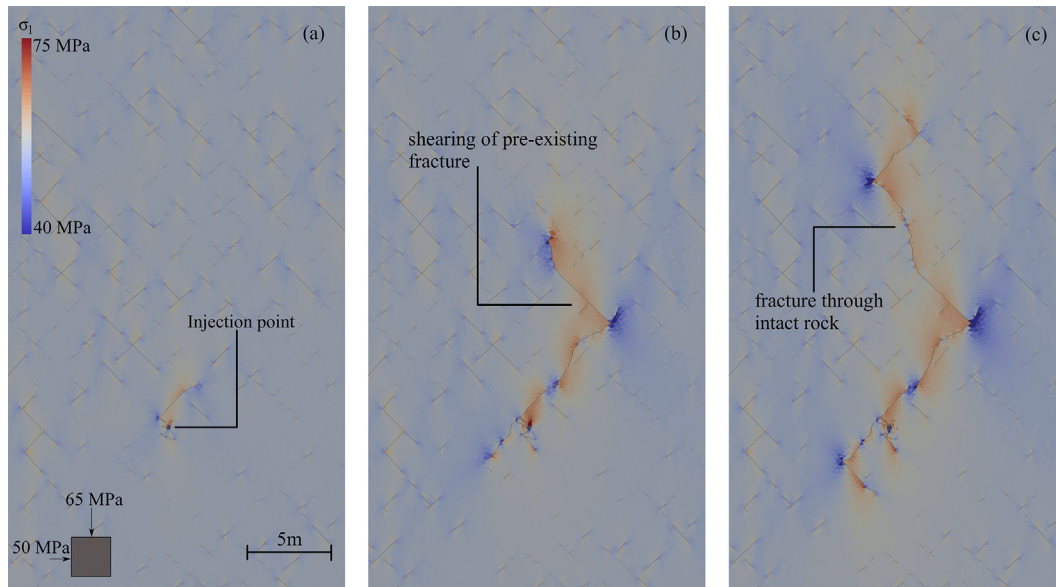 σ₁
75 MPa
40 MPa
(a)
Injection point
65 MPa
50 MPa
5m
(b)
shearing of pre-existing
fracture
(c)
fracture through
intact rock